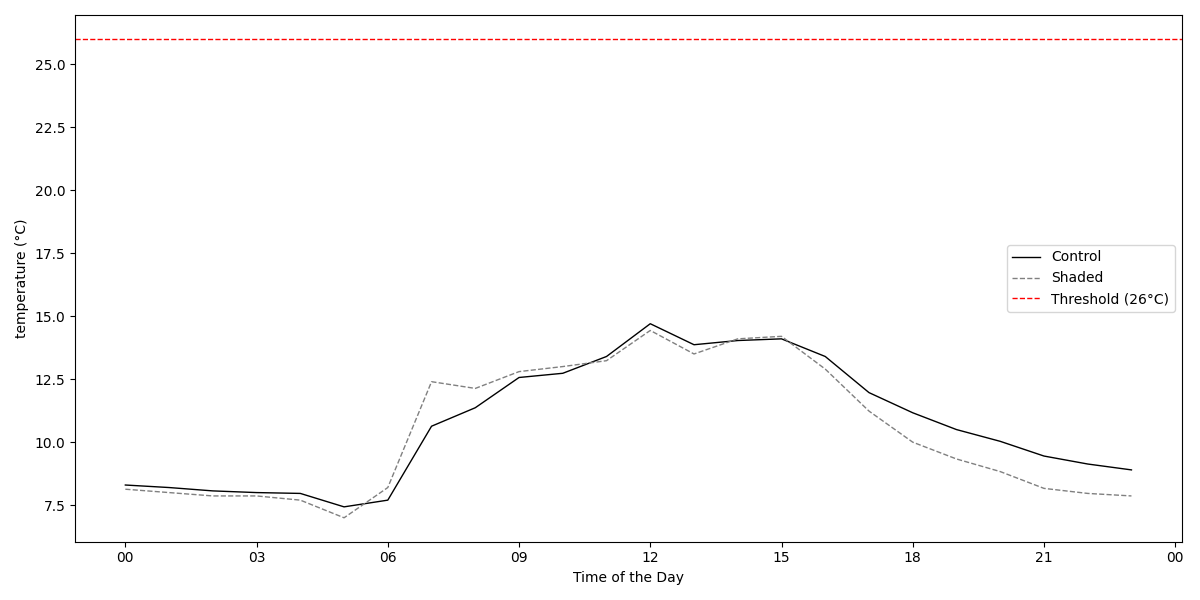 temperature (°C)
25.0
22.5
20.0
17.5
15.0
12.5
10.0
7.5
Control
Shaded
Threshold (26°C)
00 03 06 09 12 15 18 21 00
Time of the Day